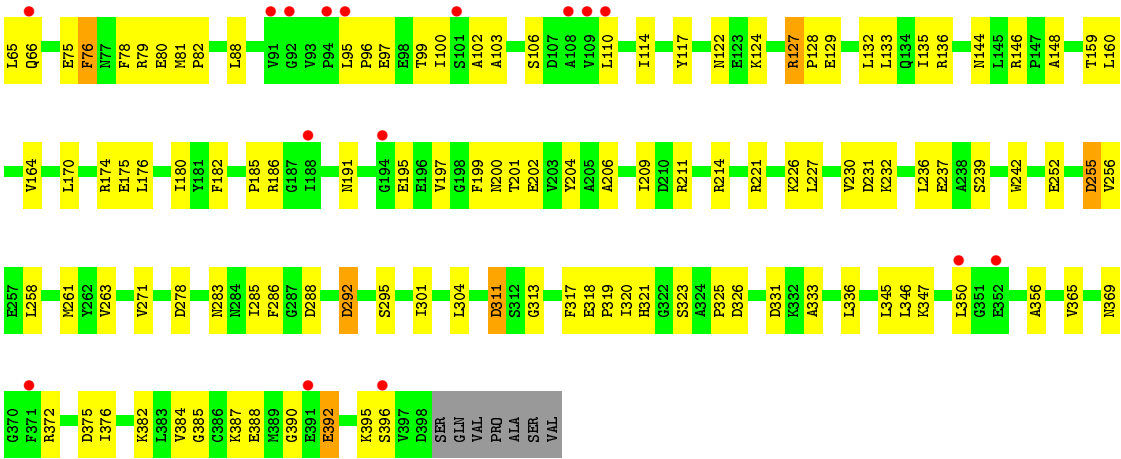 L65 Q66 E75 F76 N77 F78 R79 E80 M81 P82 L88 V91 G92 V93 P94 L95 P96 E97 E98 T99 I100 S101 A102 A103 S106 D107 A108 V109 L110 I114 Y117 N122 E123 K124 R127 P128 E129 L132 L133 Q134 I135 R136 N144 L145 R146 P147 A148 T159 L160
V164 L170 R174 E175 L176 I180 Y181 F182 P185 R186 G187 I188 N191 G194 E195 E196 V197 G198 F199 N200 T201 E202 V203 Y204 A205 A206 I209 D210 R211 R214 R221 K226 L227 V230 D231 K232 L236 E237 A238 S239 W242 E252 D255 V256
E257 L258 M261 Y262 V263 V271 D278 N283 N284 I285 F286 G287 D288 D292 S295 I301 L304 D311 S312 G313 F317 E318 P319 I320 H321 G322 S323 A324 P325 D326 D331 K332 A333 L336 L345 L346 K347 L350 G351 E352 A356 V365 N369
G370 F371 R372 D375 I376 K382 L383 V384 G385 C386 K387 E388 M389 G390 E391 E392 K395 S396 V397 D398 SER GLN VAL PRO ALA SER VAL